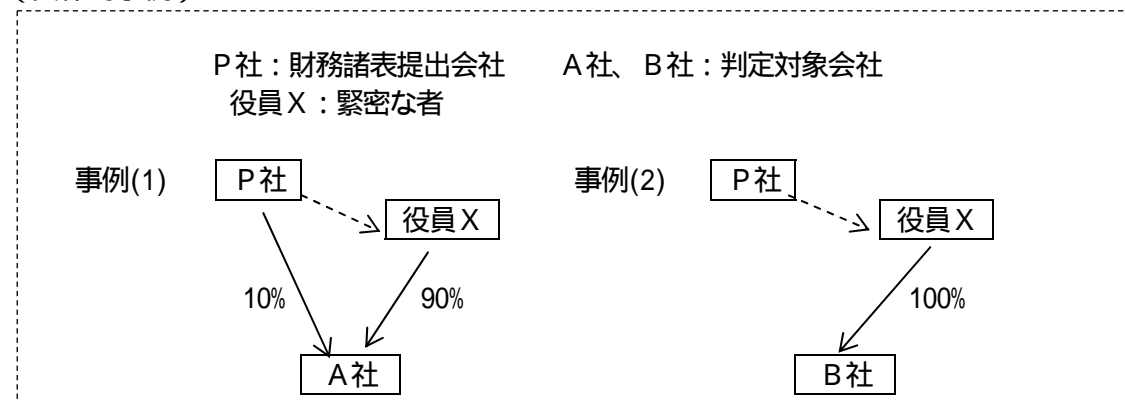 P社：財務諸表提出会社　　A社、B社：判定対象会社
役員X：緊密な者
事例(1)　P社　　事例(2)　P社
役員X　　役員X
10%　90%　　100%
A社　　B社